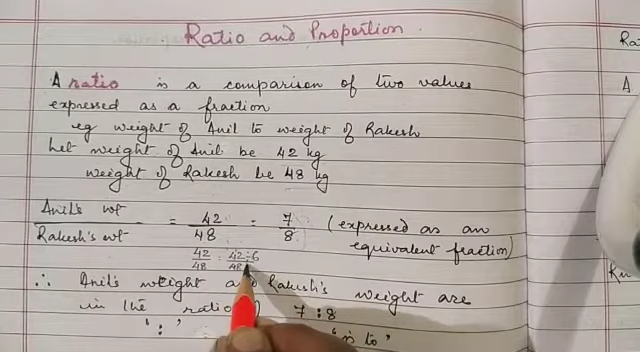 Ratio and Proportion
A ratio is a comparison of two values
expressed as a fraction
eg weight of Anil to weight of Rakesh
Let weight of Anil be 42 kg
weight of Rakesh be 48 kg
Anil's wt / Rakesh's wt = 42/48 = 7/8 (expressed as an
equivalent fraction)
42/48 = 42÷6/48
∴ Anil's weight and Rakesh's weight are
in the ratio 7:8
':' 'is to'
Rat
A